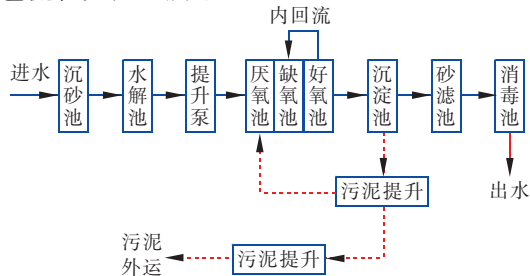 内回流
进水
沉砂池
水解池
提升泵
厌氧池
缺氧池
好氧池
沉淀池
砂滤池
消毒池
污泥提升
出水
污泥外运
污泥提升